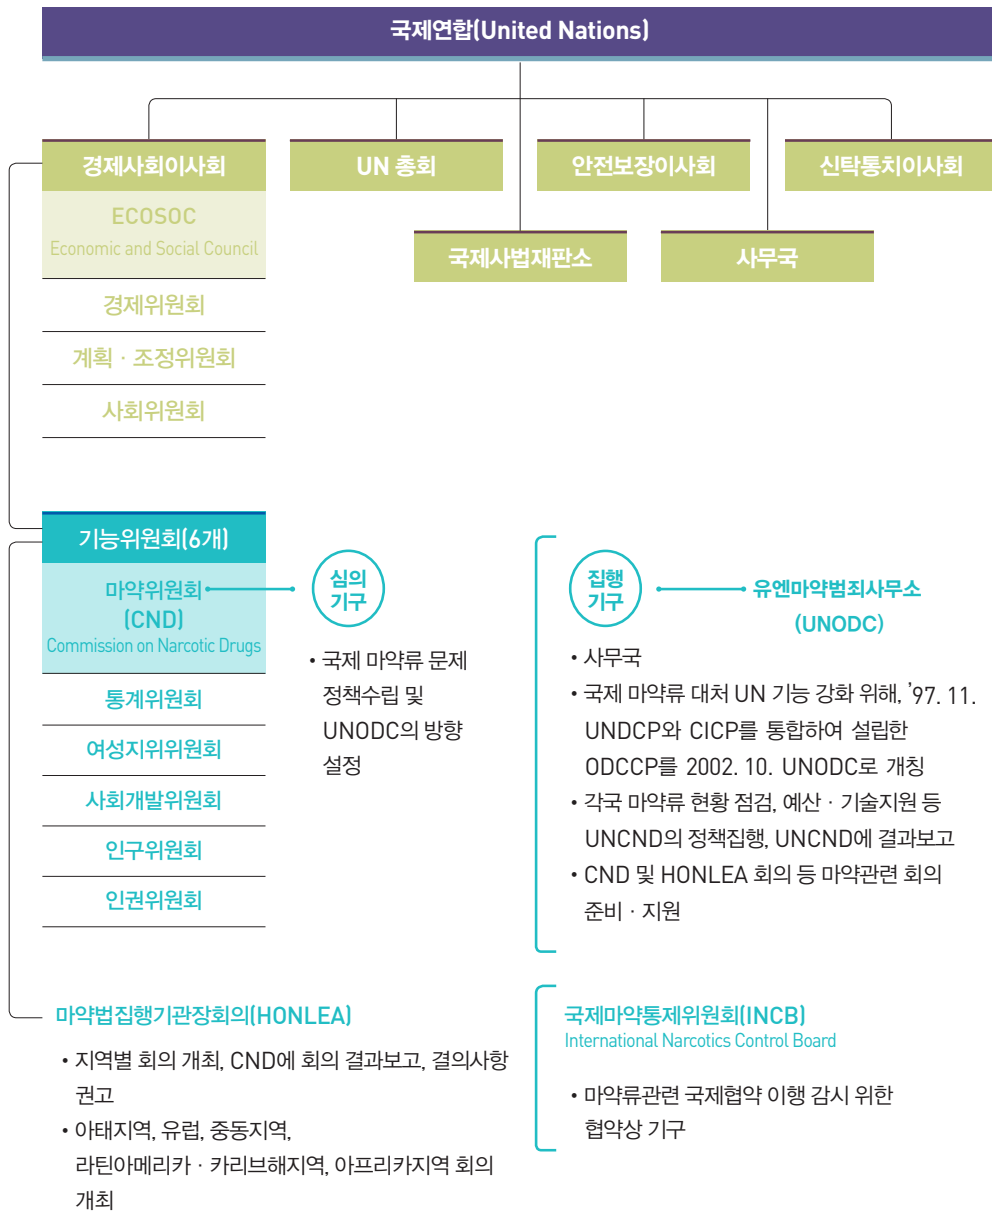 국제연합(United Nations)
경제사회이사회
UN 총회
안전보장이사회
신탁통치이사회
국제사법재판소
사무국
ECOSOC
Economic and Social Council
경제위원회
계획 · 조정위원회
사회위원회
기능위원회(6개)
마약위원회
(CND)
Commission on Narcotic Drugs
통계위원회
여성지위위원회
사회개발위원회
인구위원회
인권위원회
심의
기구
• 국제 마약류 문제
정책수립 및
UNODC의 방향
설정
집행
기구
유엔마약범죄사무소
(UNODC)
• 사무국
• 국제 마약류 대처 UN 기능 강화 위해, ’97. 11.
UNDCP와 CICP를 통합하여 설립한
ODCCP를 2002. 10. UNODC로 개칭
• 각국 마약류 현황 점검, 예산 · 기술지원 등
UNCND의 정책집행, UNCND에 결과보고
• CND 및 HONLEA 회의 등 마약관련 회의
준비 · 지원
마약법집행기관장회의(HONLEA)
• 지역별 회의 개최, CND에 회의 결과보고, 결의사항
권고
• 아태지역, 유럽, 중동지역,
라틴아메리카 · 카리브해지역, 아프리카지역 회의
개최
국제마약통제위원회(INCB)
International Narcotics Control Board
• 마약류관련 국제협약 이행 감시 위한
협약상 기구